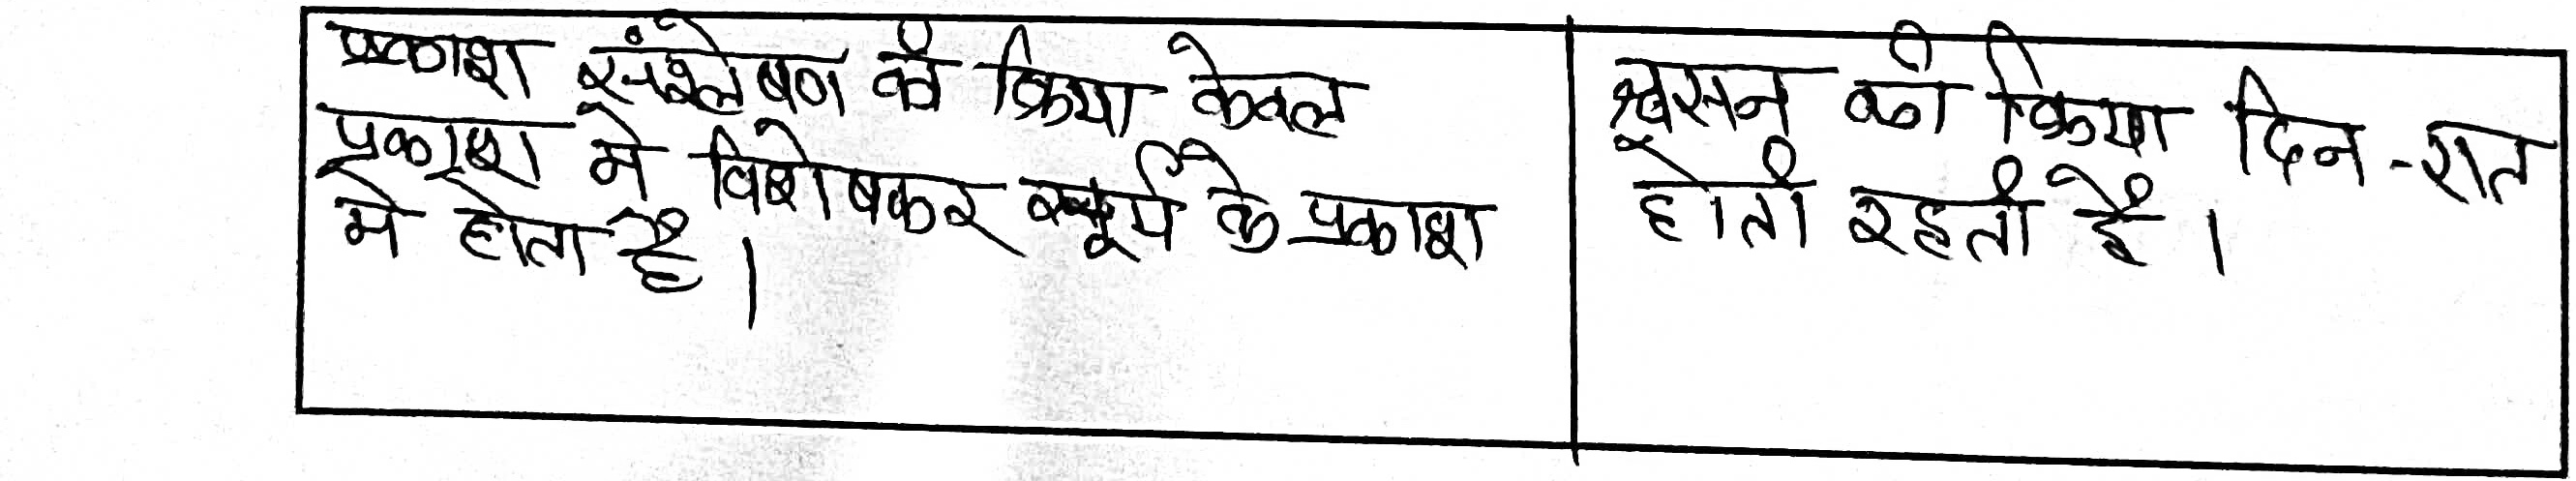 प्रकाश संश्लेषण की क्रिया केवल
प्रकाश मे विशेषकर सूर्य के प्रकाश
मे होता है।
श्वसन की क्रिया दिन-रात
होती रहती है।